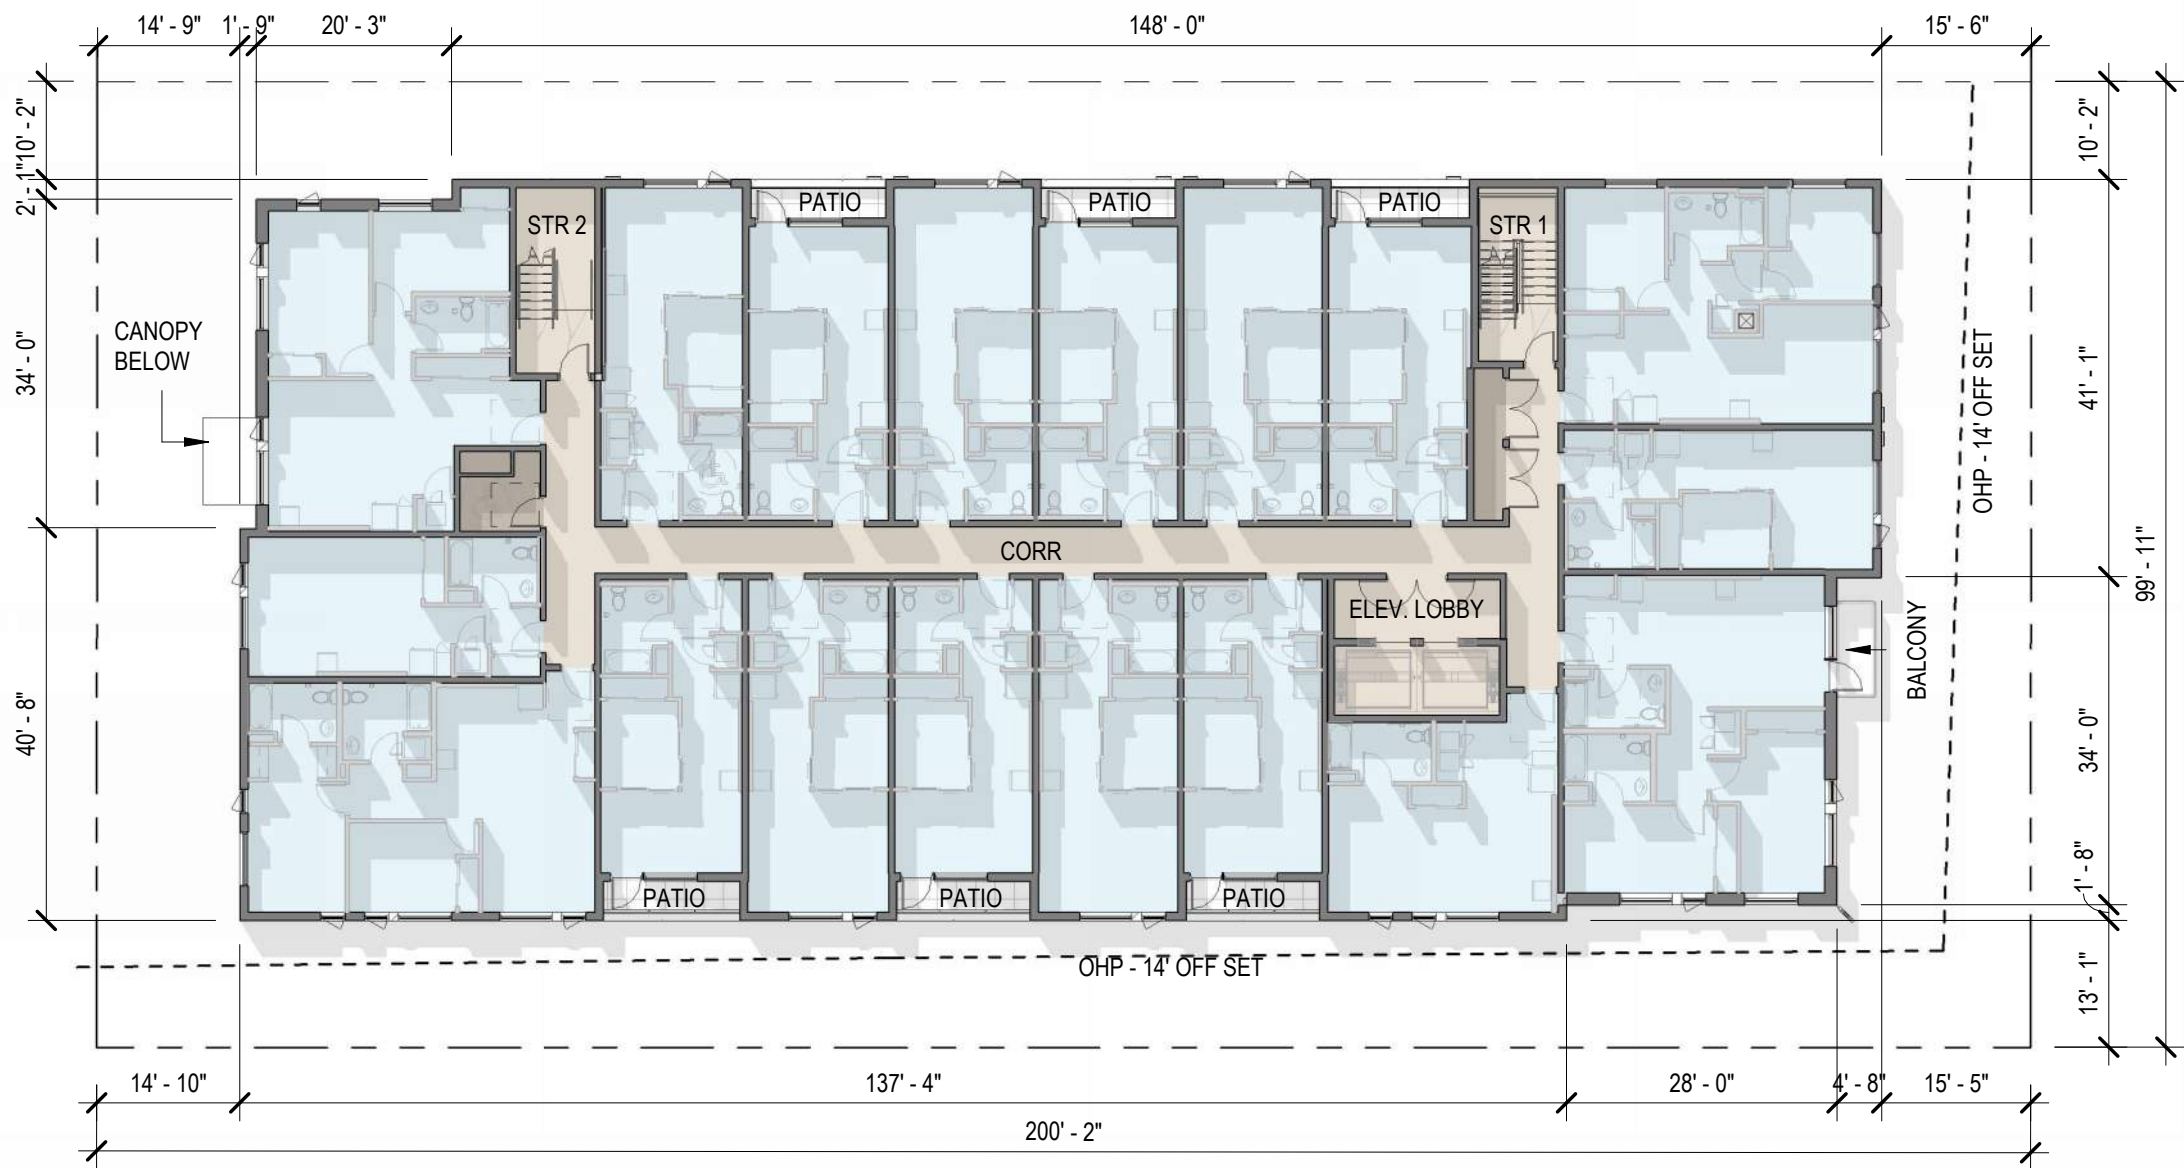 14' - 9"
1' - 9"
20' - 3"
148' - 0"
15' - 6"
10' - 2"
2' - 1"
34' - 0"
40' - 8"
10' - 2"
41' - 1"
34' - 0"
1' - 8"
13' - 1"
99' - 11"
CANOPY
BELOW
STR 2
PATIO
PATIO
PATIO
STR 1
OHP - 14' OFF SET
CORR
ELEV. LOBBY
BALCONY
PATIO
PATIO
PATIO
OHP - 14' OFF SET
14' - 10"
137' - 4"
28' - 0"
4' - 8"
15' - 5"
200' - 2"